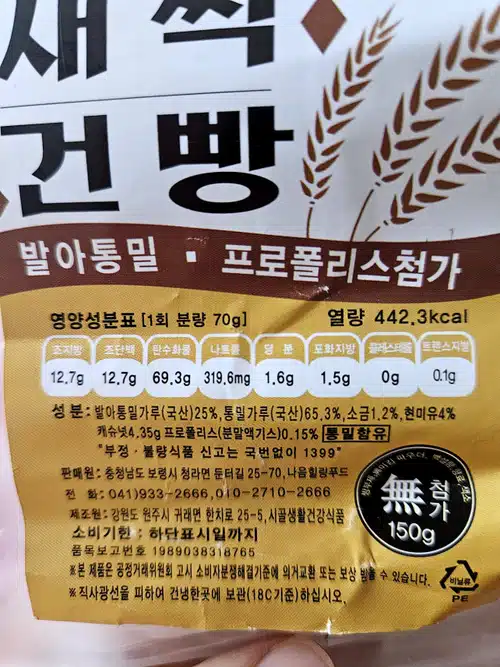 새싹
건빵
발아통밀 ▪ 프로폴리스첨가
영양성분표 [1회 분량 70g] 열량 442.3kcal
조지방 조단백 탄수화물 나트륨 당 분 포화지방 콜레스테롤 트랜스지방
12.7g 12.7g 69.3g 319.6mg 1.6g 1.5g 0g 0.1g
성 분 : 발아통밀가루(국산)25%, 통밀가루(국산)65.3%, 소금1.2%, 현미유4%
캐슈넛4.35g 프로폴리스(분말액기스)0.15% 통밀함유
"부정 · 불량식품 신고는 국번없이 1399"
판매원 : 충청남도 보령시 청라면 둔터길 25-70, 나음힐링푸드
전 화 : 041)933-2666, 010-2710-2666
제조원 : 강원도 원주시 귀래면 한치로 25-5, 시골생활건강식품
소비기한 : 하단표시일까지
품목보고번호 1989038378765
※본 제품은 공정거래위원회 고시 소비자분쟁해결기준에 의거교환 또는 보상 받을 수 있습니다.
※직사광선을 피하여 건냉한곳에 보관(18C기준)하십시오.
無 첨가
150g
비닐류
PE